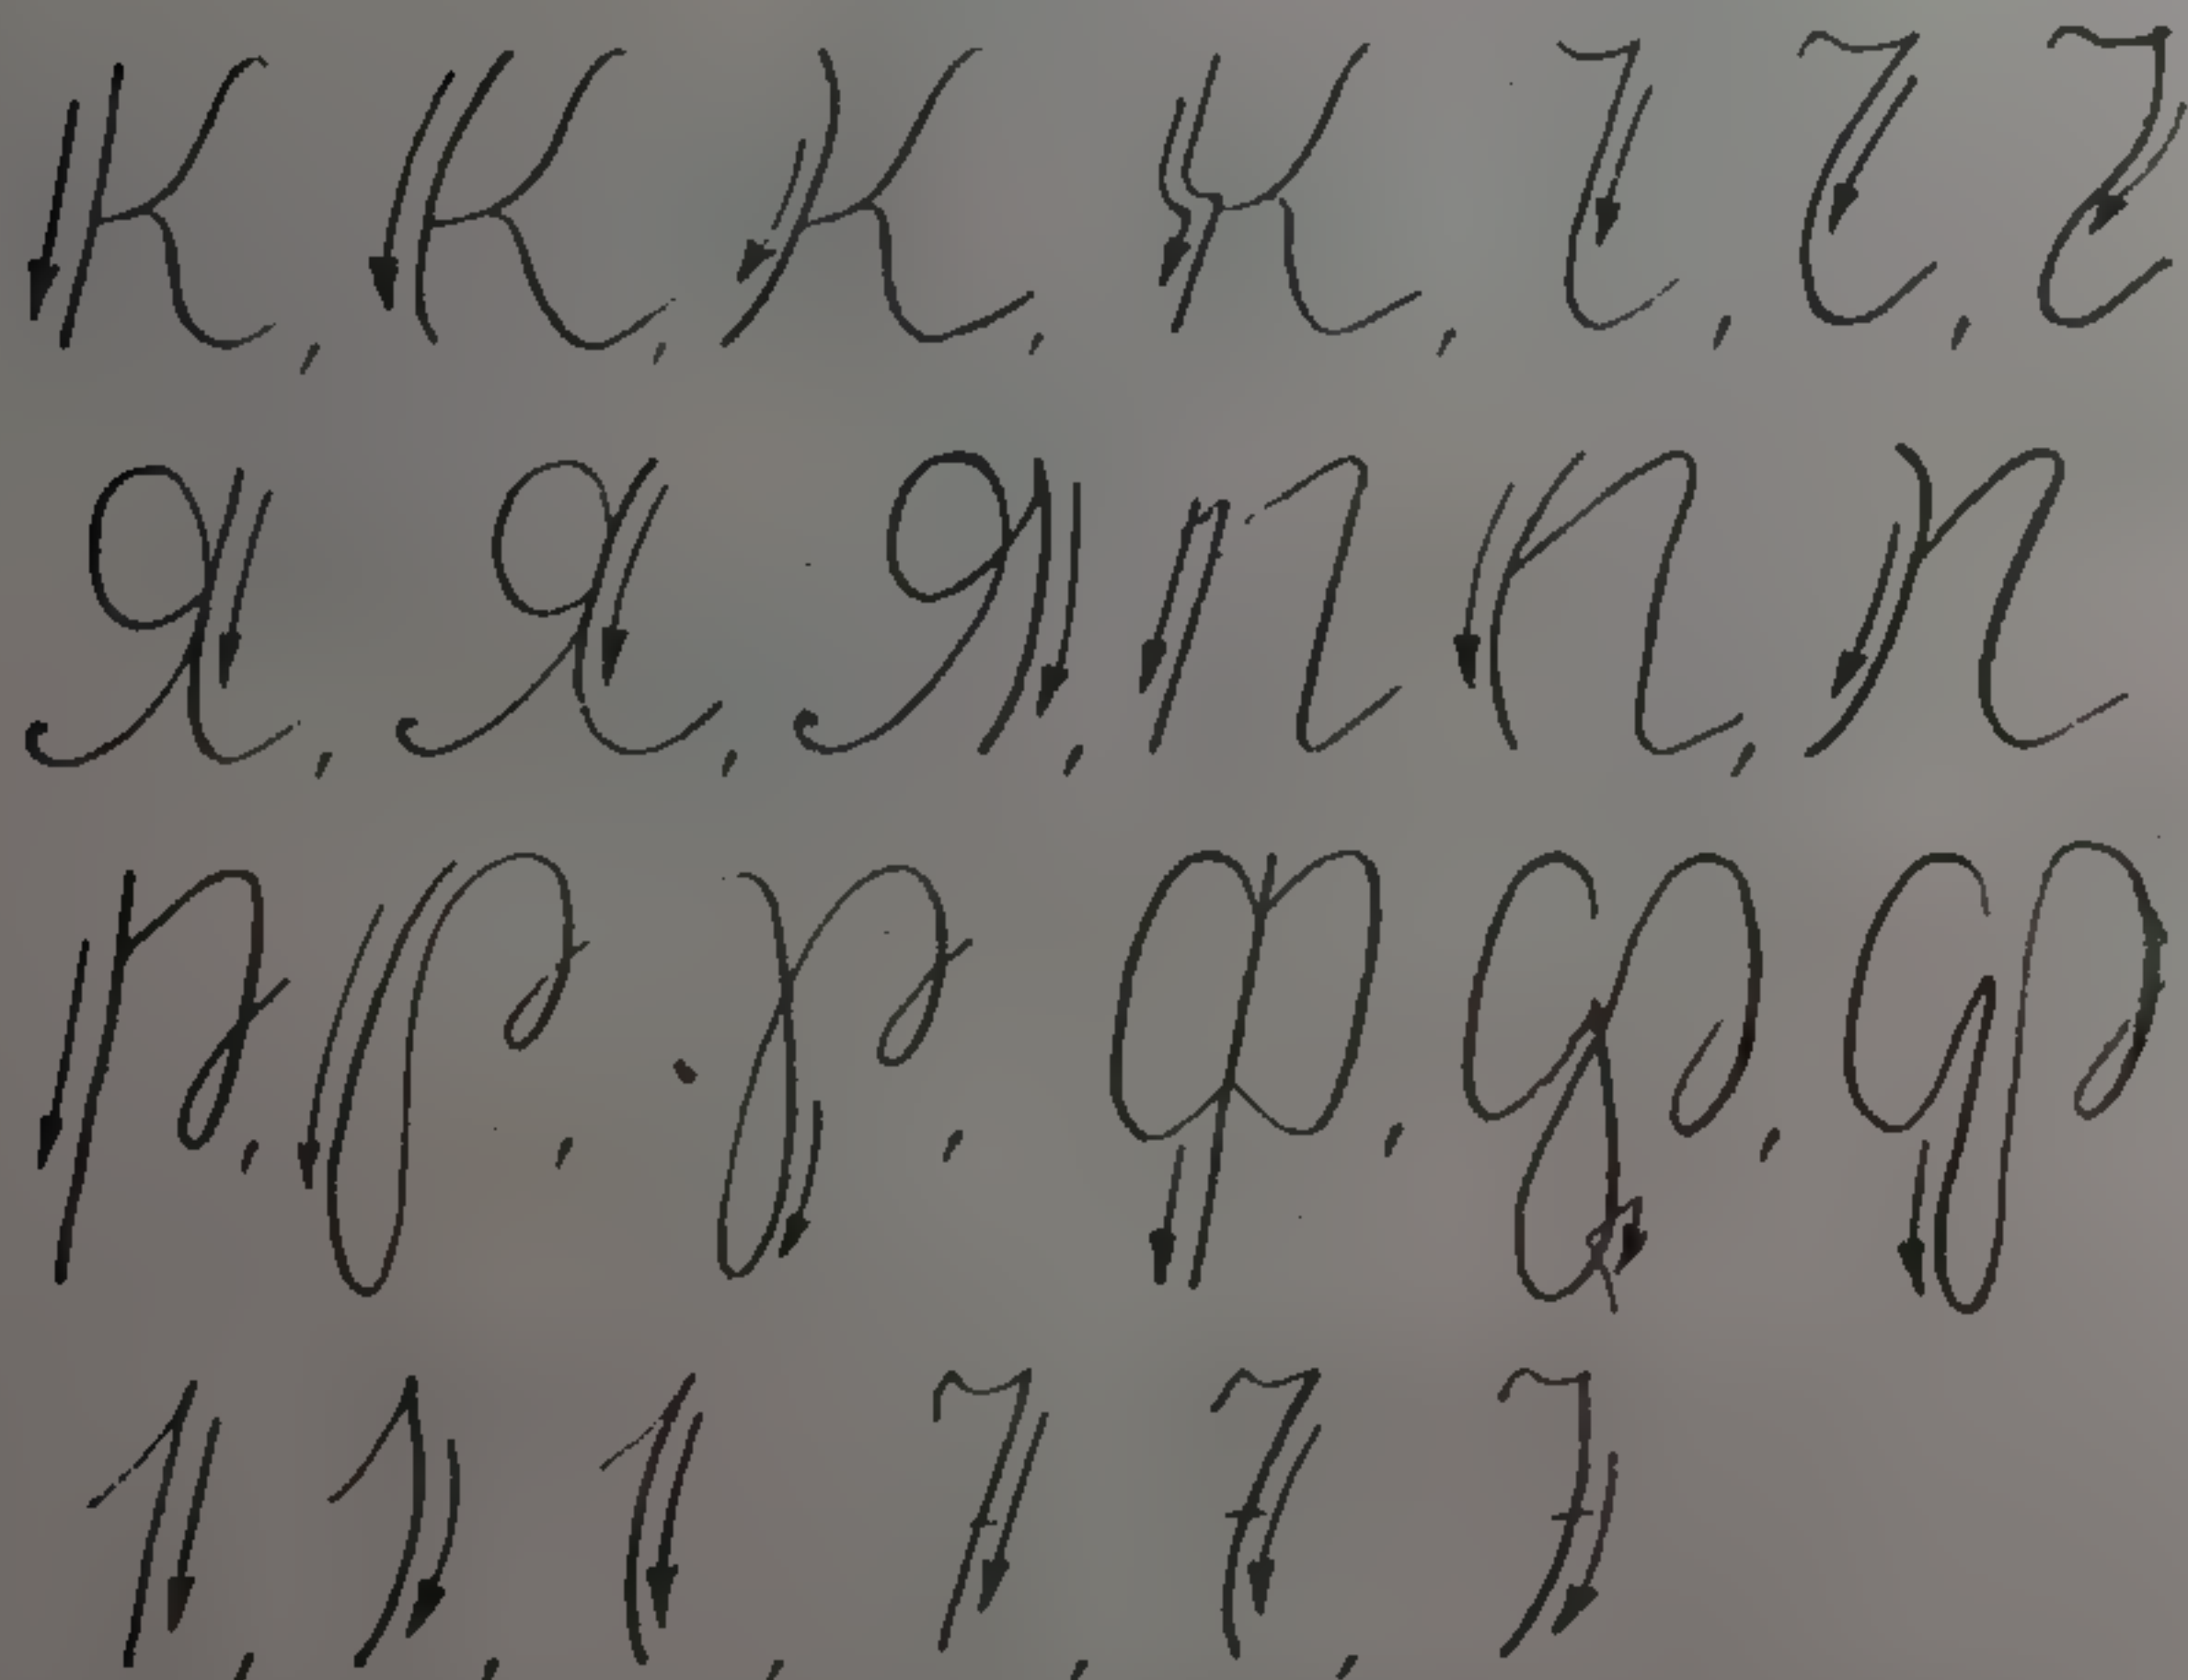 к, к, к, к, г, г, г
я, я, я, п п, п
р, р, р, ф, ф, ф
1, 1, 1, 7, 7, 7